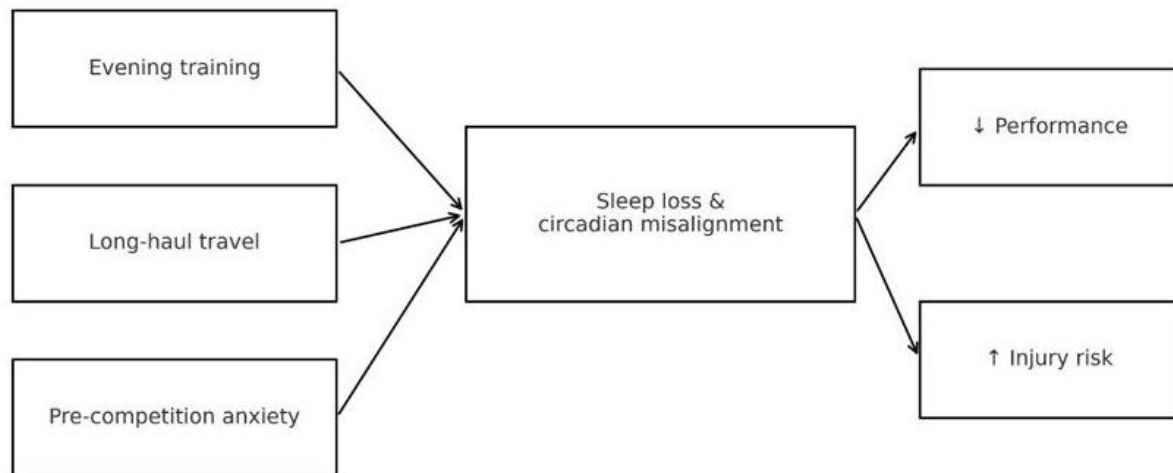 Evening training
Long-haul travel
Pre-competition anxiety
Sleep loss &
circadian misalignment
↓ Performance
↑ Injury risk